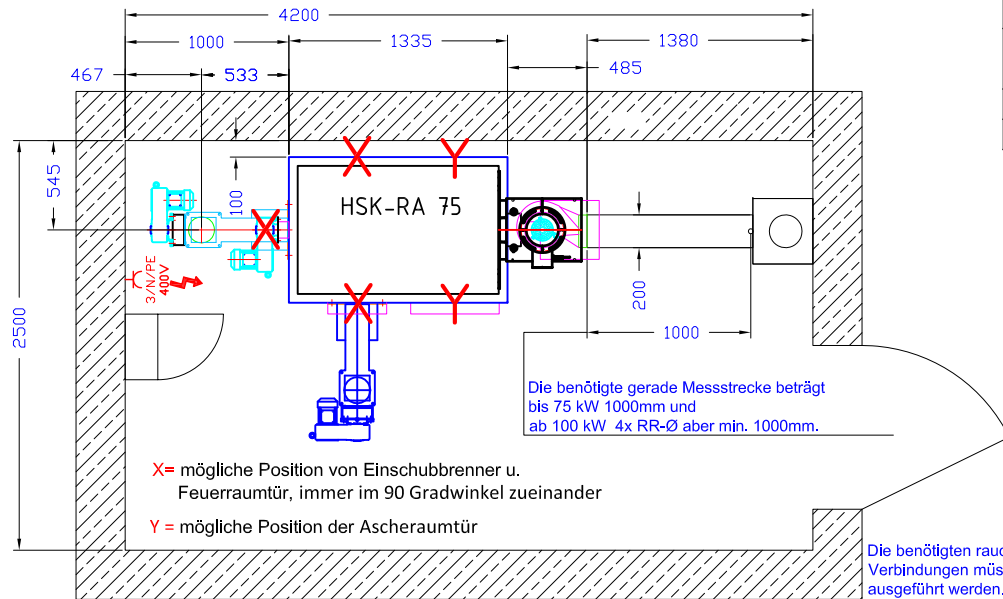 4200
1000
1335
1380
467
533
485
545
100
HSK-RA 75
3/N/PE
400V
2500
200
1000
Die benötigte gerade Messstrecke beträgt
bis 75 kW 1000mm und
ab 100 kW 4x RR-Ø aber min. 1000mm.
X= mögliche Position von Einschubbrenner u.
Feuerraumtür, immer im 90 Gradwinkel zueinander
Y = mögliche Position der Ascheraumtür
X
Y
X
X
Y
Die benötigten
Verbindungen
ausgeführt werden.